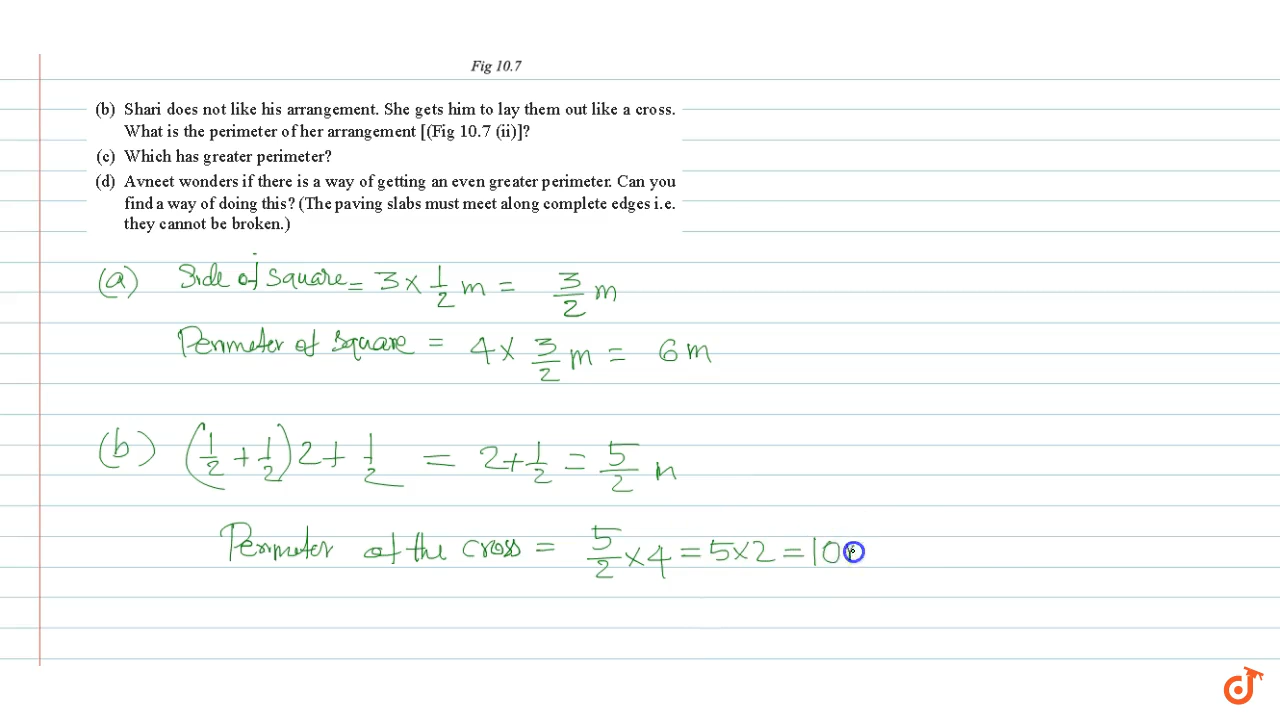 Fig 10.7
(b) Shari does not like his arrangement. She gets him to lay them out like a cross.
What is the perimeter of her arrangement [(Fig 10.7 (ii)]?
(c) Which has greater perimeter?
(d) Avneet wonders if there is a way of getting an even greater perimeter. Can you
find a way of doing this? (The paving slabs must meet along complete edges i.e.
they cannot be broken.)
(a) Side of square = 3 × 1/2 m = 3/2 m
Perimeter of square = 4 × 3/2 m = 6 m
(b) (1/2 + 1/2) 2 + 1/2 = 2 + 1/2 = 5/2 m
Perimeter of the cross = 5/2 × 4 = 5 × 2 = 10